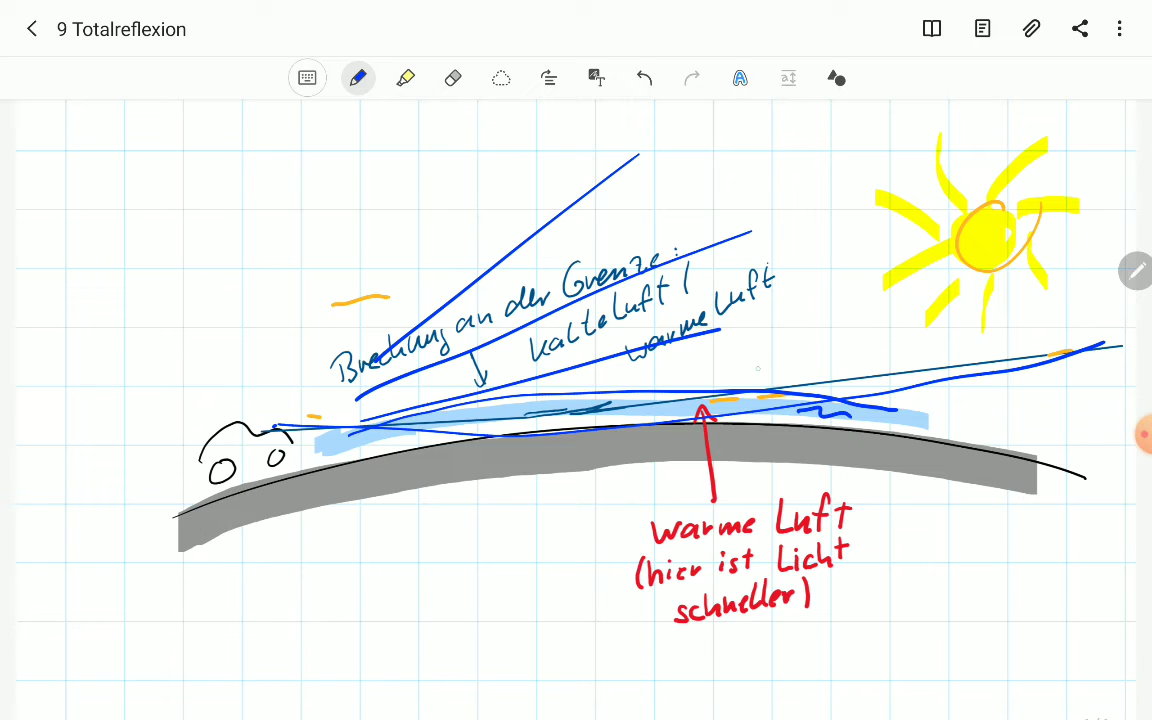 9 Totalreflexion
Brechung an der Grenze:
kalte Luft /
warme Luft
warme Luft
(hier ist Licht
schneller)